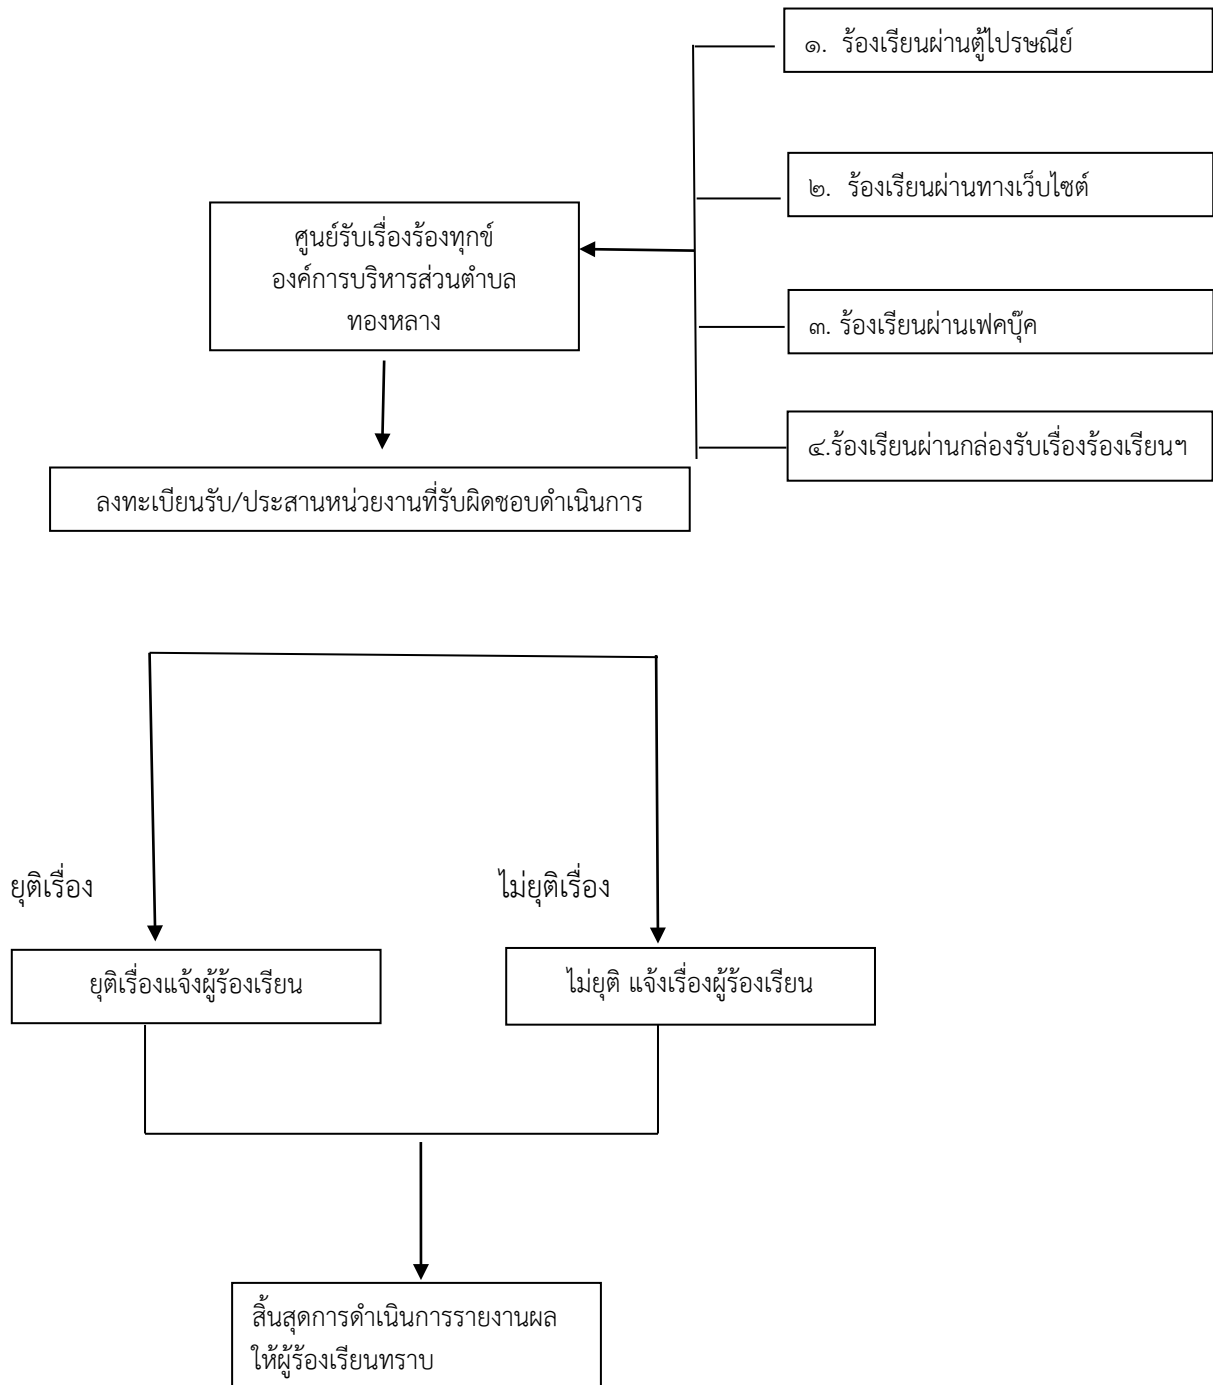 ๑. ร้องเรียนผ่านตู้ไปรษณีย์
๒. ร้องเรียนผ่านทางเว็บไซต์
ศูนย์รับเรื่องร้องทุกข์
องค์การบริหารส่วนตำบล
ทองหลาง
๓. ร้องเรียนผ่านเฟคบุ๊ค
๔.ร้องเรียนผ่านกล่องรับเรื่องร้องเรียนฯ
ลงทะเบียนรับ/ประสานหน่วยงานที่รับผิดชอบดำเนินการ
ยุติเรื่อง
ไม่ยุติเรื่อง
ยุติเรื่องแจ้งผู้ร้องเรียน
ไม่ยุติ แจ้งเรื่องผู้ร้องเรียน
สิ้นสุดการดำเนินการรายงานผล
ให้ผู้ร้องเรียนทราบ